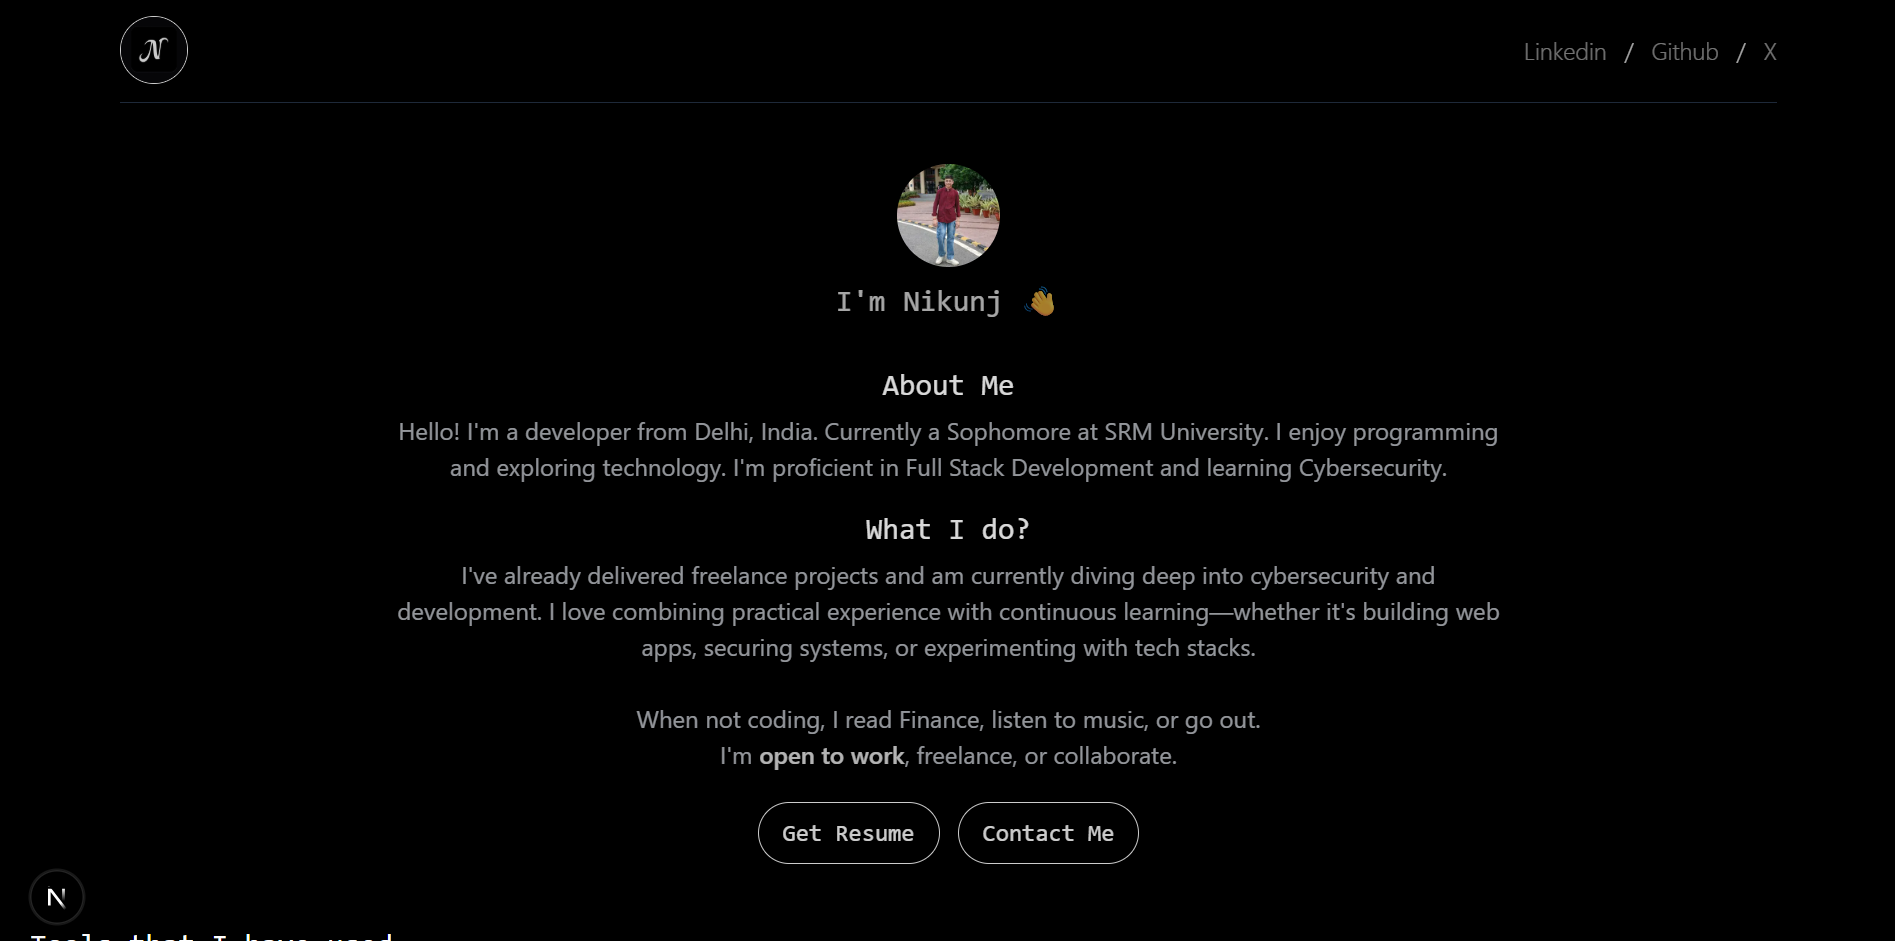 N
Linkedin / Github / X
I'm Nikunj 👋
About Me
Hello! I'm a developer from Delhi, India. Currently a Sophomore at SRM University. I enjoy programming
and exploring technology. I'm proficient in Full Stack Development and learning Cybersecurity.
What I do?
I've already delivered freelance projects and am currently diving deep into cybersecurity and
development. I love combining practical experience with continuous learning—whether it's building web
apps, securing systems, or experimenting with tech stacks.
When not coding, I read Finance, listen to music, or go out.
I'm open to work, freelance, or collaborate.
Get Resume Contact Me
N
Tools that I have used